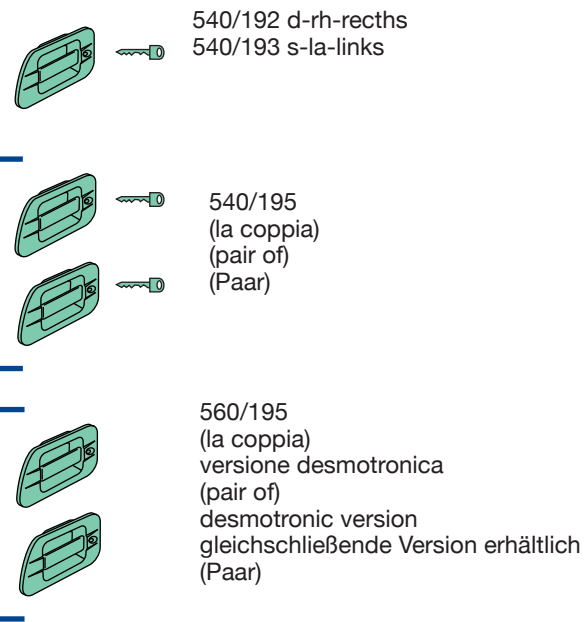 540/192 d-rh-recths
540/193 s-la-links
540/195
(la coppia)
(pair of)
(Paar)
560/195
(la coppia)
versione desmotronica
(pair of)
desmotronic version
gleichschließende Version erhältlich
(Paar)